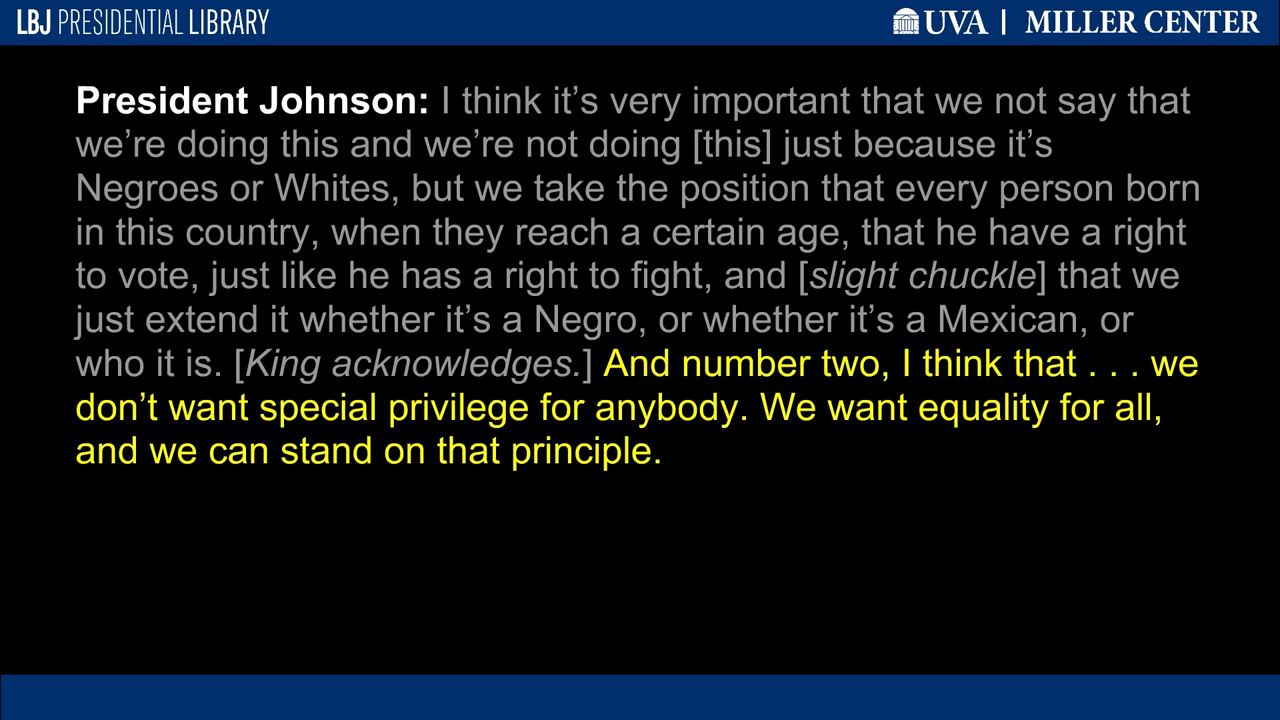 LBJ PRESIDENTIAL LIBRARY
UVA | MILLER CENTER
President Johnson: I think it’s very important that we not say that
we’re doing this and we’re not doing [this] just because it’s
Negroes or Whites, but we take the position that every person born
in this country, when they reach a certain age, that he have a right
to vote, just like he has a right to fight, and [slight chuckle] that we
just extend it whether it’s a Negro, or whether it’s a Mexican, or
who it is. [King acknowledges.] And number two, I think that . . . we
don’t want special privilege for anybody. We want equality for all,
and we can stand on that principle.